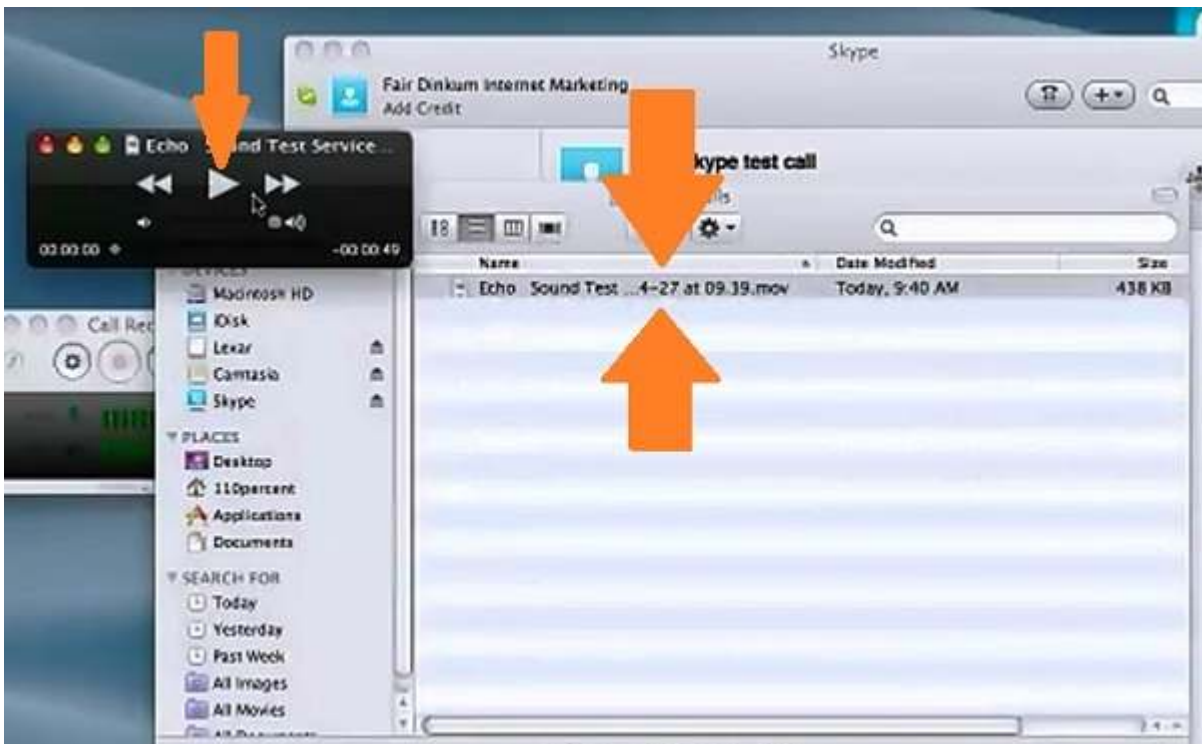 Skype
Fair Dinkum Internet Marketing
Add Credit
Echo Sound Test Service ...
kype test call
00:00:00
-00:00:49
Name
Date Modified
Size
Echo Sound Test ...4-27 at 09.39.mov
Today, 9:40 AM
438 KB
DEVICES
Macintosh HD
iDisk
Lexar
Camtasia
Skype
Call Rec
PLACES
Desktop
110percent
Applications
Documents
SEARCH FOR
Today
Yesterday
Past Week
All Images
All Movies
All Documents